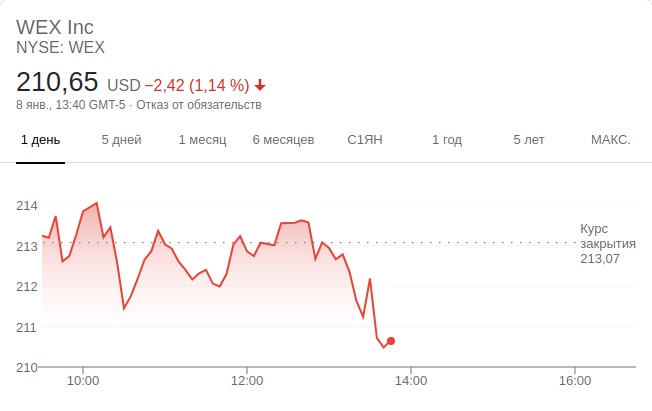 WEX Inc
NYSE: WEX
210,65 USD −2,42 (1,14 %)
8 янв., 13:40 GMT-5 · Отказ от обязательств
1 день 5 дней 1 месяц 6 месяцев С1ЯН 1 год 5 лет МАКС.
214
213
212
211
210
Курс
закрытия
213,07
10:00 12:00 14:00 16:00